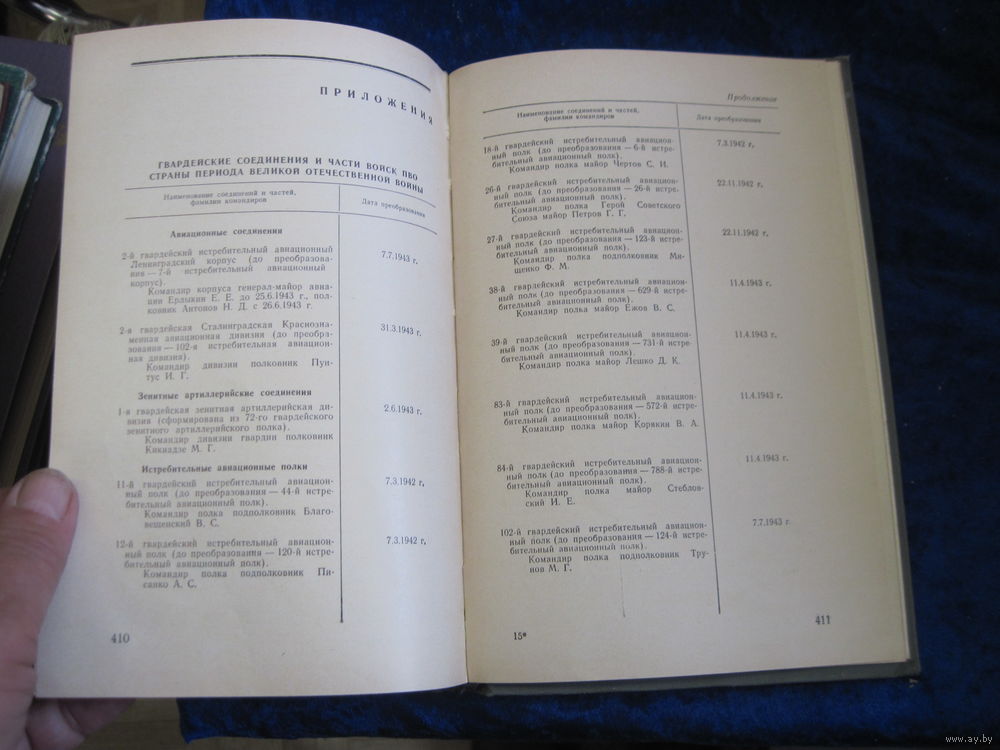 ПРИЛОЖЕНИЯ
ГВАРДЕЙСКИЕ СОЕДИНЕНИЯ И ЧАСТИ ВОЙСК ПВО
СТРАНЫ ПЕРИОДА ВЕЛИКОЙ ОТЕЧЕСТВЕННОЙ ВОЙНЫ
Наименование соединений и частей,
фамилии командиров
Дата преобразования
Авиационные соединения
2-й гвардейский истребительный авиационный
Ленинградский корпус (до преобразова-
ния — 7-й истребительный авиационный
корпус).
Командир корпуса генерал-майор авиа-
ции Ерлыкин Е. Е. до 25.6.1943 г., пол-
ковник Антонов Н. Д. с 26.6.1943 г.
7.7.1943 г.
2-я гвардейская Сталинградская Краснозна-
менная авиационная дивизия (до преобра-
зования — 102-я истребительная авиацион-
ная дивизия).
Командир дивизии полковник Пун-
тус И. Г.
31.3.1943 г.
Зенитные артиллерийские соединения
1-я гвардейская зенитная артиллерийская ди-
визия (сформирована из 72-го гвардейского
зенитного артиллерийского полка).
Командир дивизии гвардии полковник
Кикнадзе М. Г.
2.6.1943 г.
Истребительные авиационные полки
11-й гвардейский истребительный авиацион-
ный полк (до преобразования — 44-й истре-
бительный авиационный полк).
Командир полка подполковник Благо-
вещенский В. С.
7.3.1942 г.
12-й гвардейский истребительный авиацион-
ный полк (до преобразования — 120-й истре-
бительный авиационный полк).
Командир полка подполковник Пи-
санко А. С.
7.3.1942 г.
410
Продолжение
Наименование соединений и частей,
фамилии командиров
Дата преобразования
18-й гвардейский истребительный авиацион-
ный полк (до преобразования — 6-й истре-
бительный авиационный полк).
Командир полка майор Чертов С. И.
7.3.1942 г.
26-й гвардейский истребительный авиацион-
ный полк (до преобразования — 26-й истре-
бительный авиационный полк).
Командир полка Герой Советского
Союза майор Петров Г. Г.
22.11.1942 г.
27-й гвардейский истребительный авиацион-
ный полк (до преобразования — 123-й истре-
бительный авиационный полк).
Командир полка подполковник Ми-
щенко Ф. М.
22.11.1942 г.
38-й гвардейский истребительный авиацион-
ный полк (до преобразования — 629-й истре-
бительный авиационный полк).
Командир полка майор Ежов В. С.
11.4.1943 г.
39-й гвардейский истребительный авиацион-
ный полк (до преобразования — 731-й истре-
бительный авиационный полк).
Командир полка майор Лешко Д. К.
11.4.1943 г.
83-й гвардейский истребительный авиацион-
ный полк (до преобразования — 572-й истре-
бительный авиационный полк).
Командир полка майор Корякин В. А.
11.4.1943 г.
84-й гвардейский истребительный авиацион-
ный полк (до преобразования — 788-й истре-
бительный авиационный полк).
Командир полка майор Стеблов-
ский И. Е.
11.4.1943 г.
102-й гвардейский истребительный авиацион-
ный полк (до преобразования — 124-й истре-
бительный авиационный полк).
Командир полка подполковник Тру-
нов М. Г.
7.7.1943 г.
15*
411
www.ay.by